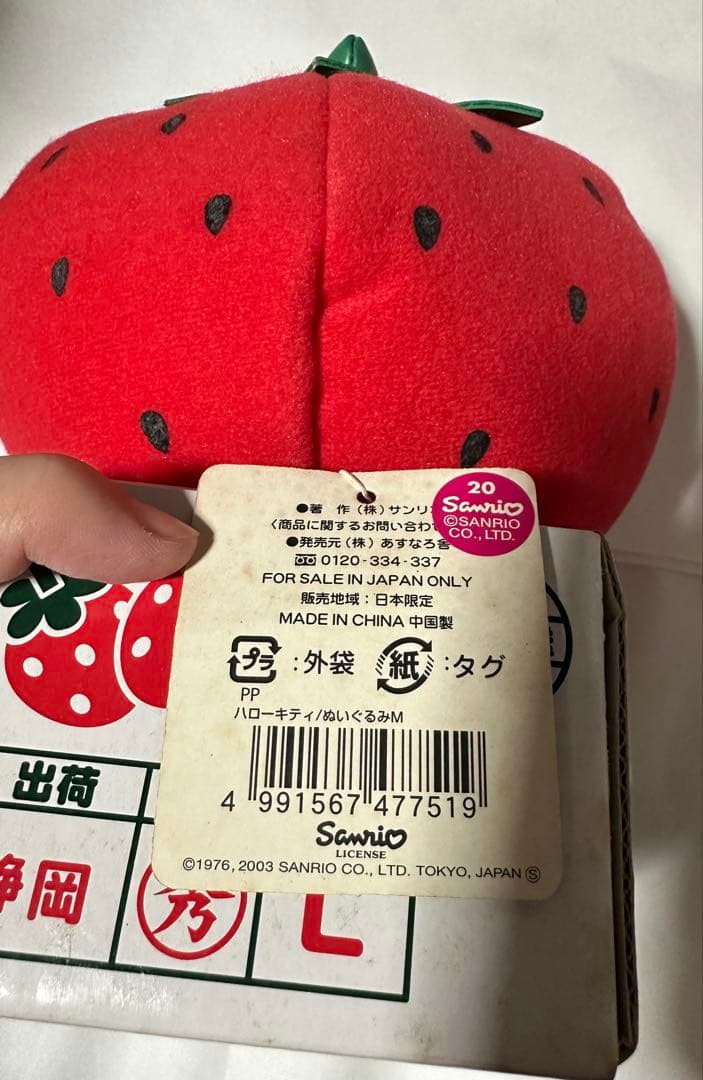 ●著 作（株）サンリオ
〈商品に関するお問い合わ
●発売元（株）あすなろ舎
0120-334-337
FOR SALE IN JAPAN ONLY
販売地域：日本限定
MADE IN CHINA 中国製
プラ：外袋 紙：タグ
PP
ハローキティ/ぬいぐるみM
4 991567 477519
Sanrio
LICENSE
©1976, 2003 SANRIO CO., LTD. TOKYO, JAPAN Ⓢ
20
Sanrio
©SANRIO
CO., LTD.
出荷
静岡
秀
L